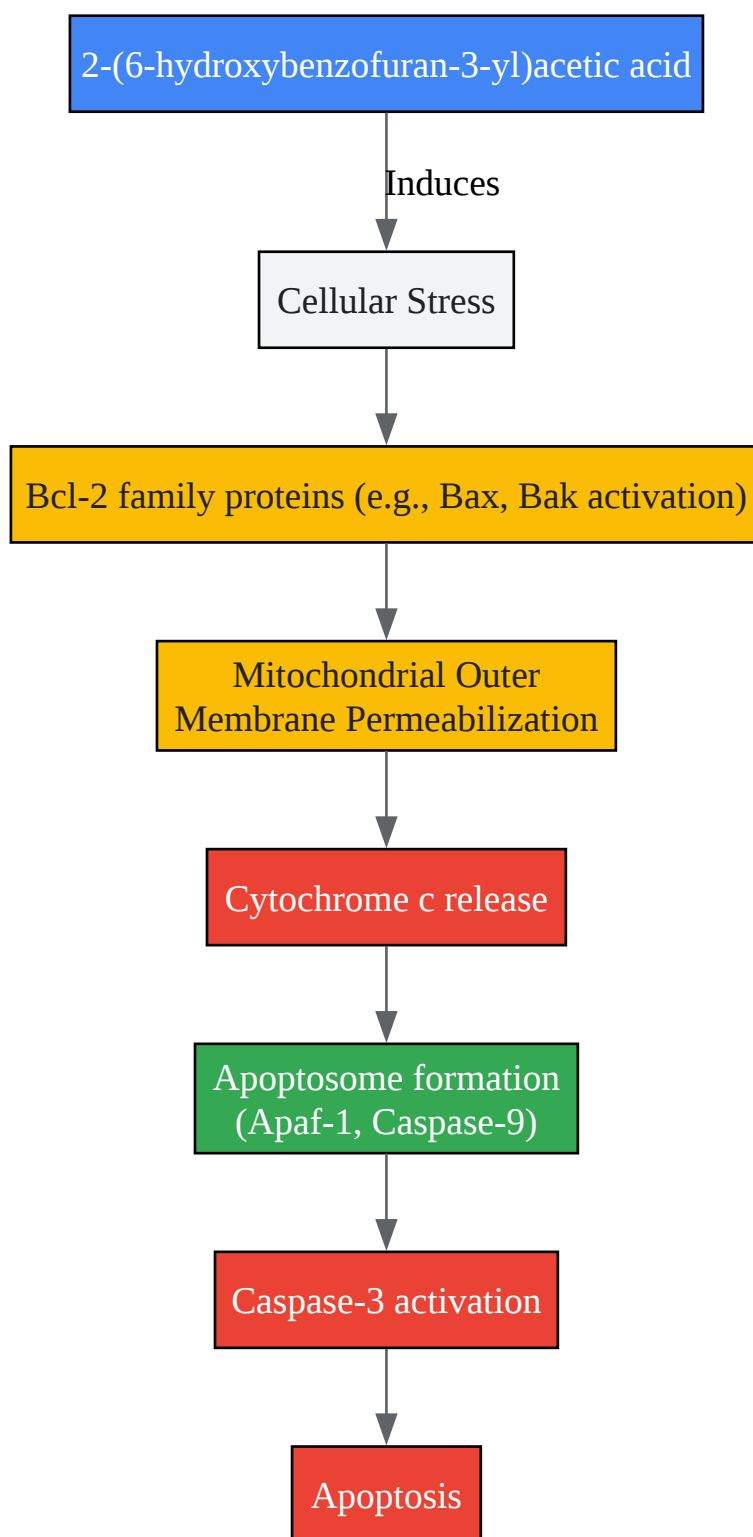 2-(6-hydroxybenzofuran-3-yl)acetic acid
Induces
Cellular Stress
Bcl-2 family proteins (e.g., Bax, Bak activation)
Mitochondrial Outer
Membrane Permeabilization
Cytochrome c release
Apoptosome formation
(Apaf-1, Caspase-9)
Caspase-3 activation
Apoptosis